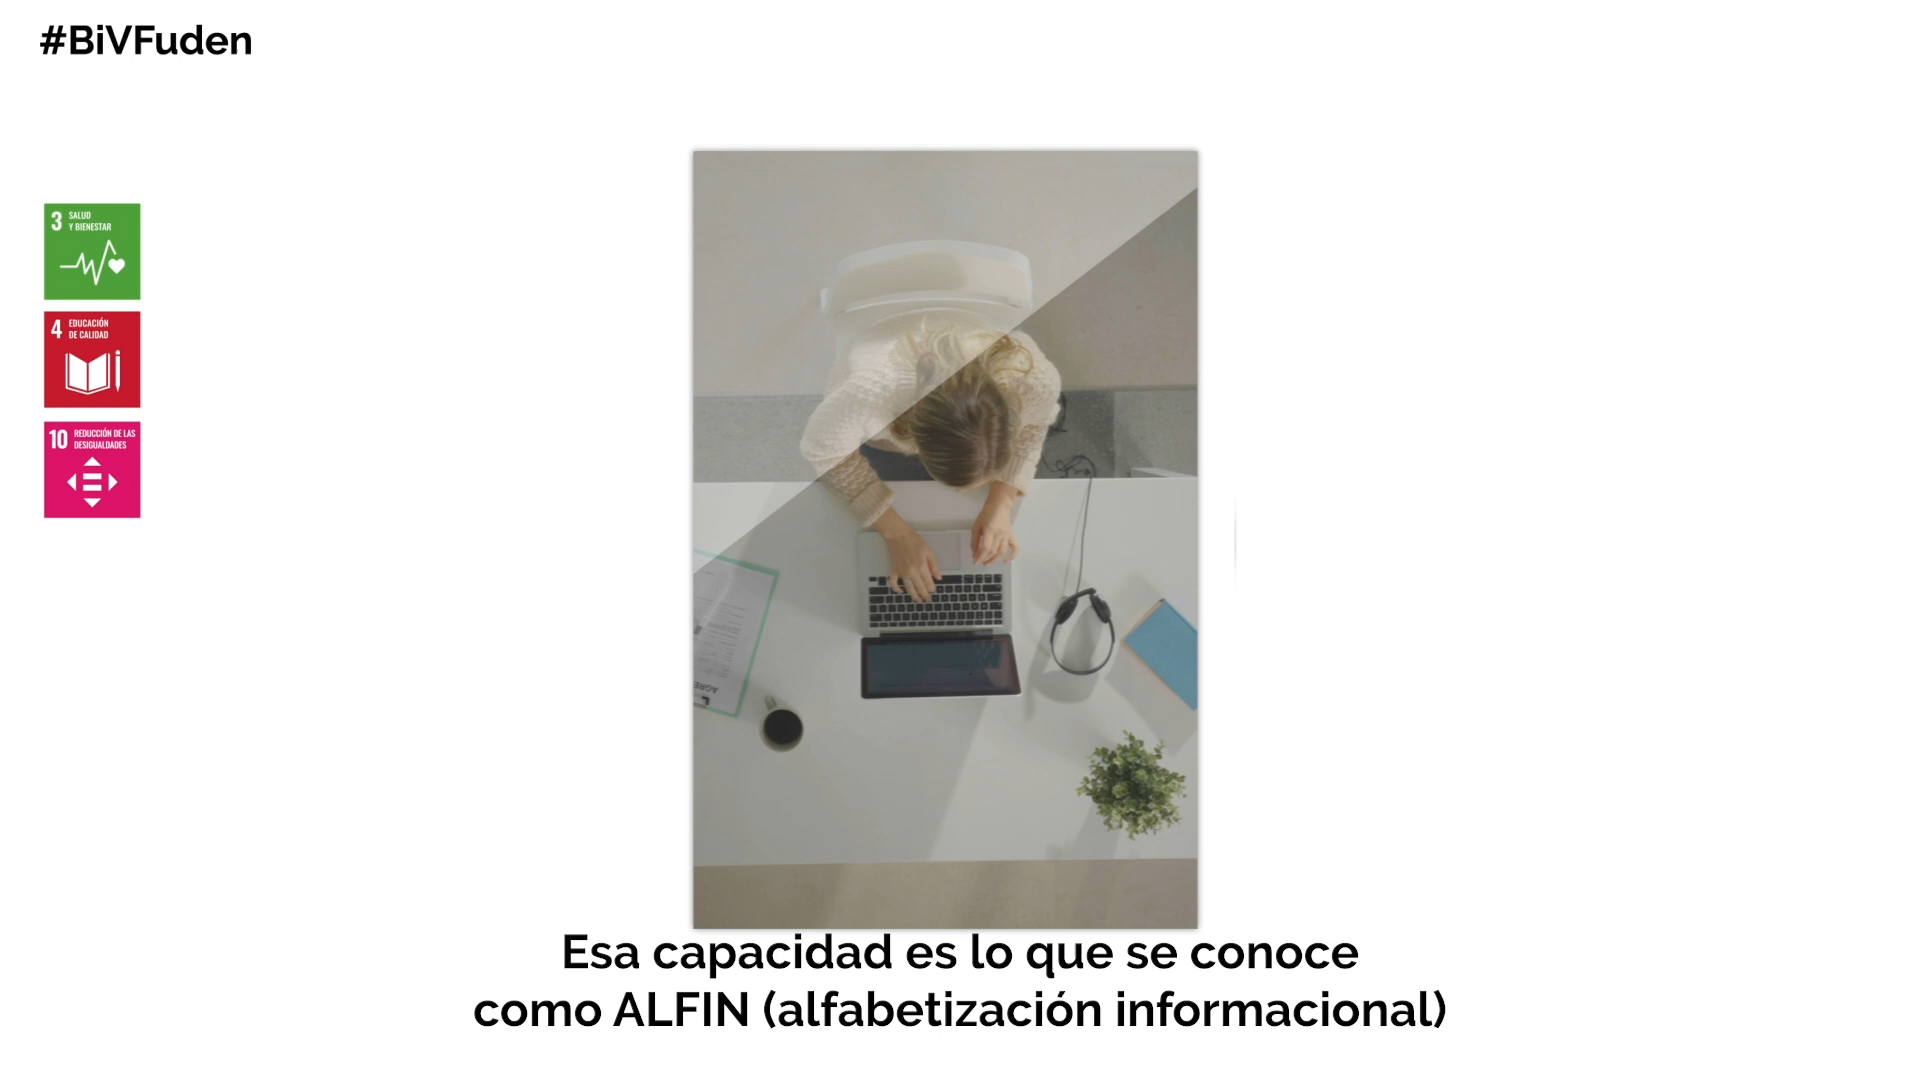 #BiVFuden
3 SALUD
Y BIENESTAR
4 EDUCACIÓN
DE CALIDAD
10 REDUCCIÓN DE LAS
DESIGUALDADES
AGRE
Esa capacidad es lo que se conoce
como ALFIN (alfabetización informacional)